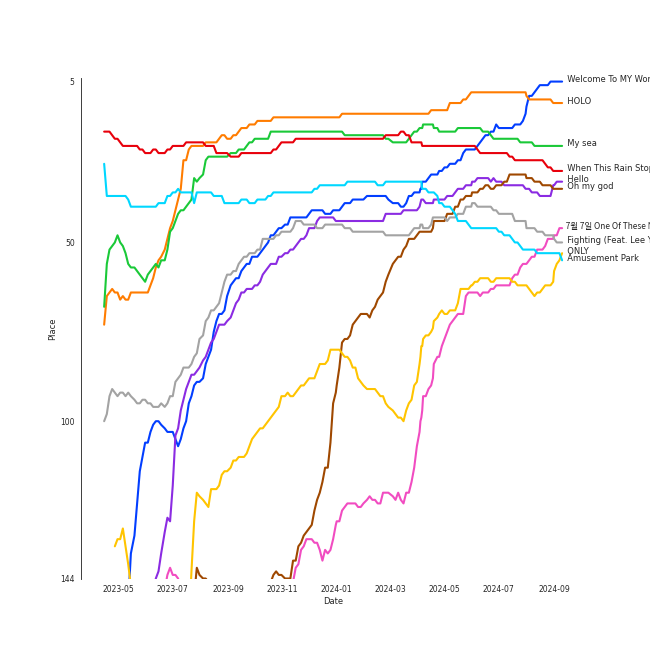 5
50
100
144
Place
2023-05
2023-07
2023-09
2023-11
2024-01
2024-03
2024-05
2024-07
2024-09
Date
Welcome To MY Wor
HOLO
My sea
When This Rain Stop
Hello
Oh my god
7월 7일 One Of These N
Fighting (Feat. Lee Y
ONLY
Amusement Park